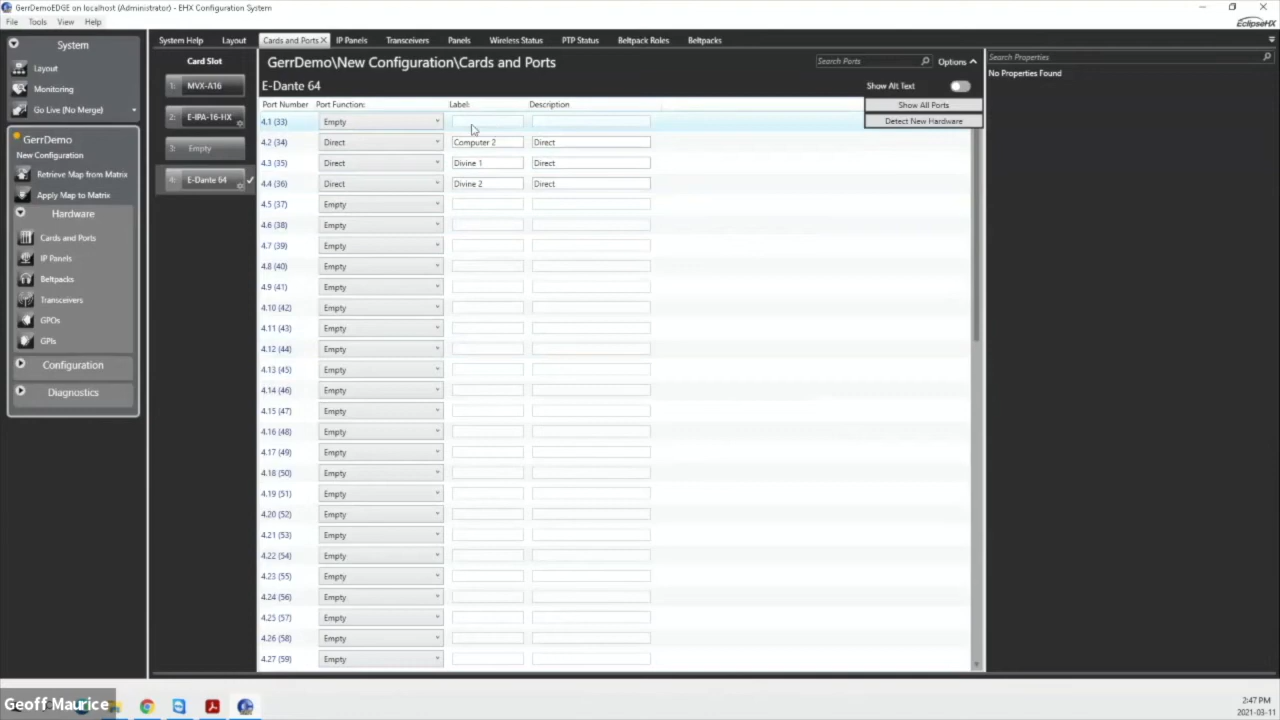 GerrDemoEDGE on localhost (Administrator) - EHX Configuration System
File Tools View Help
EclipseHX
System
Layout
Monitoring
Go Live (No Merge)
GerrDemo
New Configuration
Retrieve Map from Matrix
Apply Map to Matrix
Hardware
Cards and Ports
IP Panels
Beltpacks
Transceivers
GPOs
GPIs
Configuration
Diagnostics
System Help Layout Cards and Ports X IP Panels Transceivers Panels Wireless Status PTP Status Beltpack Roles Beltpacks
Card Slot
1: MVX-A16
2: E-IPA-16-HX
3: Empty
4: E-Dante 64
GerrDemo\New Configuration\Cards and Ports
Search Ports
Options
E-Dante 64
Show Alt Text
Show All Ports
Detect New Hardware
Port Number Port Function: Label: Description
4.1 (33) Empty
4.2 (34) Direct Computer 2 Direct
4.3 (35) Direct Divine 1 Direct
4.4 (36) Direct Divine 2 Direct
4.5 (37) Empty
4.6 (38) Empty
4.7 (39) Empty
4.8 (40) Empty
4.9 (41) Empty
4.10 (42) Empty
4.11 (43) Empty
4.12 (44) Empty
4.13 (45) Empty
4.14 (46) Empty
4.15 (47) Empty
4.16 (48) Empty
4.17 (49) Empty
4.18 (50) Empty
4.19 (51) Empty
4.20 (52) Empty
4.21 (53) Empty
4.22 (54) Empty
4.23 (55) Empty
4.24 (56) Empty
4.25 (57) Empty
4.26 (58) Empty
4.27 (59) Empty
Search Properties
No Properties Found
Geoff Maurice
2:47 PM
2021-03-11